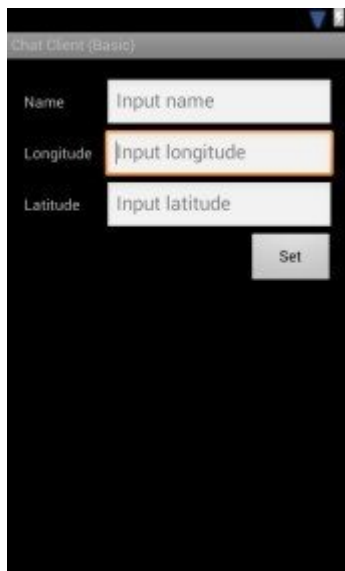 Chat Client (Basic)
Name Input name
Longitude Input longitude
Latitude Input latitude
Set